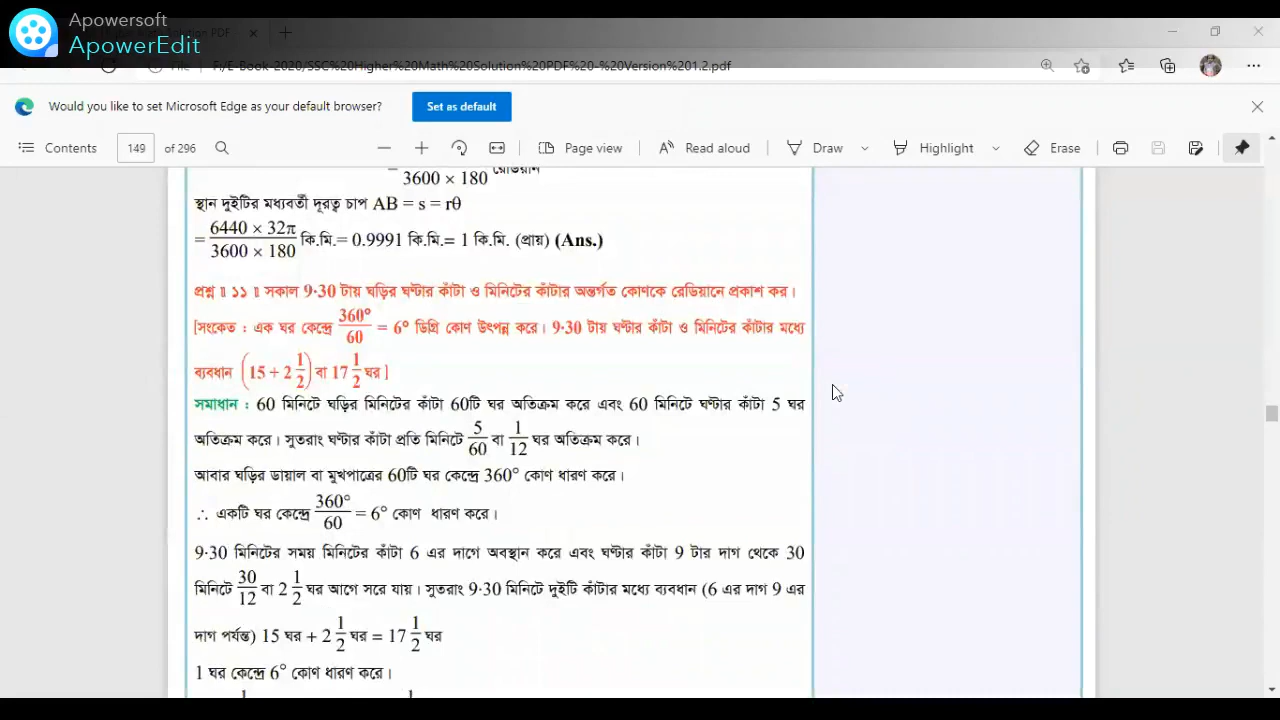 Apowersoft
ApowerEdit
File F:/E-Book-2020/SSC%20Higher%20Math%20Solution%20PDF%20-%20Version%201.2.pdf
Would you like to set Microsoft Edge as your default browser? Set as default
Contents 149 of 296 Page view Read aloud Draw Highlight Erase
= 3600 × 180 রেডিয়ান
স্থান দুইটির মধ্যবর্তী দূরত্ব চাপ AB = s = rθ
= 6440 × 32π / 3600 × 180 কি.মি.= 0.9991 কি.মি.= 1 কি.মি. (প্রায়) (Ans.)
প্রশ্ন ॥ ১১ ॥ সকাল 9·30 টায় ঘড়ির ঘণ্টার কাঁটা ও মিনিটের কাঁটার অন্তর্গত কোণকে রেডিয়ানে প্রকাশ কর।
[সংকেত : এক ঘর কেন্দ্রে 360° / 60 = 6° ডিগ্রি কোণ উৎপন্ন করে। 9·30 টায় ঘণ্টার কাঁটা ও মিনিটের কাঁটার মধ্যে
ব্যবধান (15 + 2 1/2) বা 17 1/2 ঘর ]
সমাধান : 60 মিনিটে ঘড়ির মিনিটের কাঁটা 60টি ঘর অতিক্রম করে এবং 60 মিনিটে ঘণ্টার কাঁটা 5 ঘর
অতিক্রম করে। সুতরাং ঘণ্টার কাঁটা প্রতি মিনিটে 5/60 বা 1/12 ঘর অতিক্রম করে।
আবার ঘড়ির ডায়াল বা মুখপাত্রের 60টি ঘর কেন্দ্রে 360° কোণ ধারণ করে।
∴ একটি ঘর কেন্দ্রে 360° / 60 = 6° কোণ ধারণ করে।
9·30 মিনিটের সময় মিনিটের কাঁটা 6 এর দাগে অবস্থান করে এবং ঘণ্টার কাঁটা 9 টার দাগ থেকে 30
মিনিটে 30/12 বা 2 1/2 ঘর আগে সরে যায়। সুতরাং 9·30 মিনিটে দুইটি কাঁটার মধ্যে ব্যবধান (6 এর দাগ 9 এর
দাগ পর্যন্ত) 15 ঘর + 2 1/2 ঘর = 17 1/2 ঘর
1 ঘর কেন্দ্রে 6° কোণ ধারণ করে।